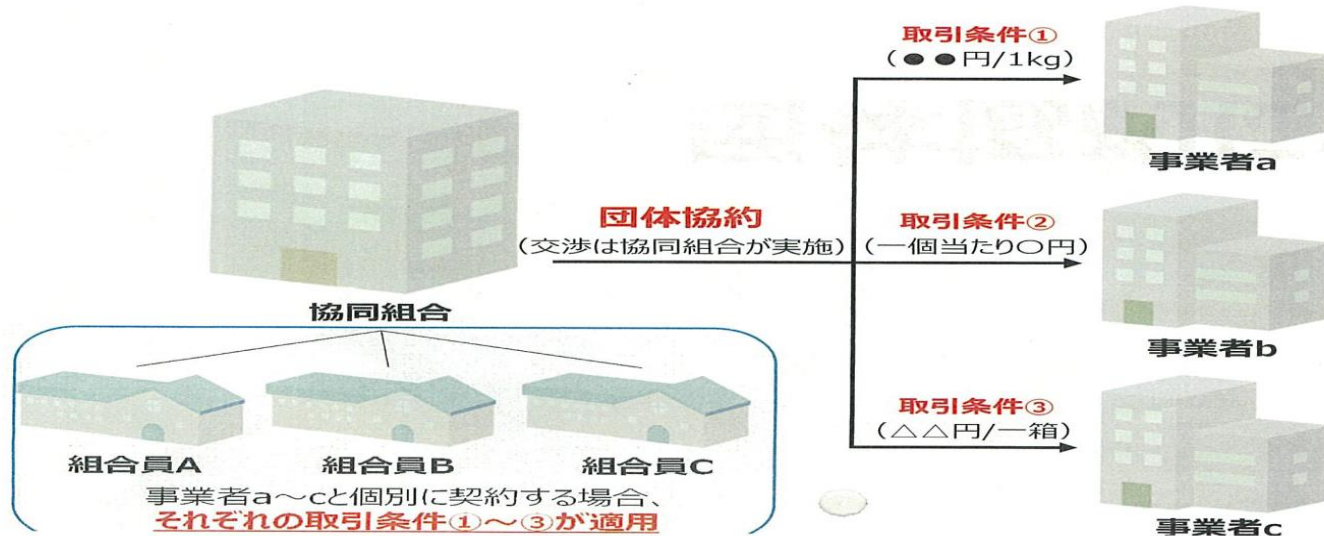 取引条件①
(●●円/1kg)
事業者a
団体協約
(交渉は協同組合が実施)
取引条件②
(一個当たり〇円)
事業者b
協同組合
取引条件③
(△△円/一箱)
事業者c
組合員A
組合員B
組合員C
事業者a～cと個別に契約する場合、
それぞれの取引条件①～③が適用